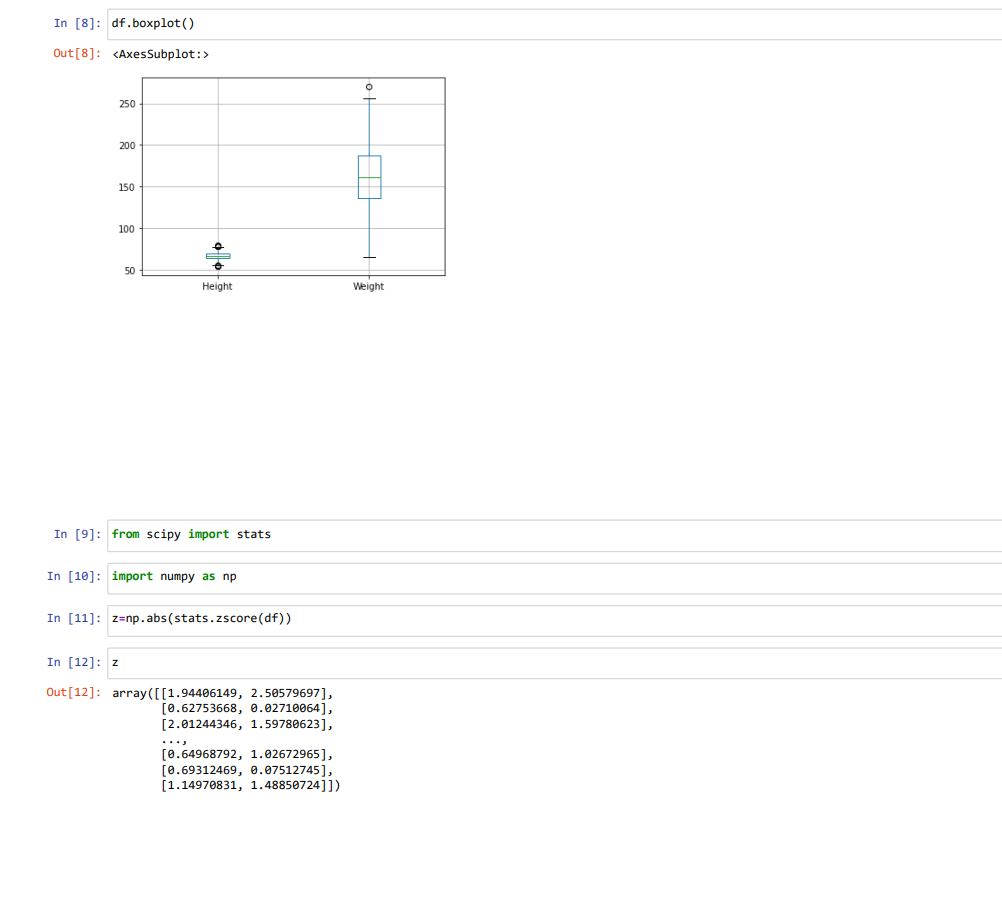 In [8]: df.boxplot()
Out[8]: <AxesSubplot:>
250
200
150
100
50
Height Weight
In [9]: from scipy import stats
In [10]: import numpy as np
In [11]: z=np.abs(stats.zscore(df))
In [12]: z
Out[12]: array([[1.94406149, 2.50579697],
[0.62753668, 0.02710064],
[2.01244346, 1.59780623],
...,
[0.64968792, 1.02672965],
[0.69312469, 0.07512745],
[1.14970831, 1.48850724]])